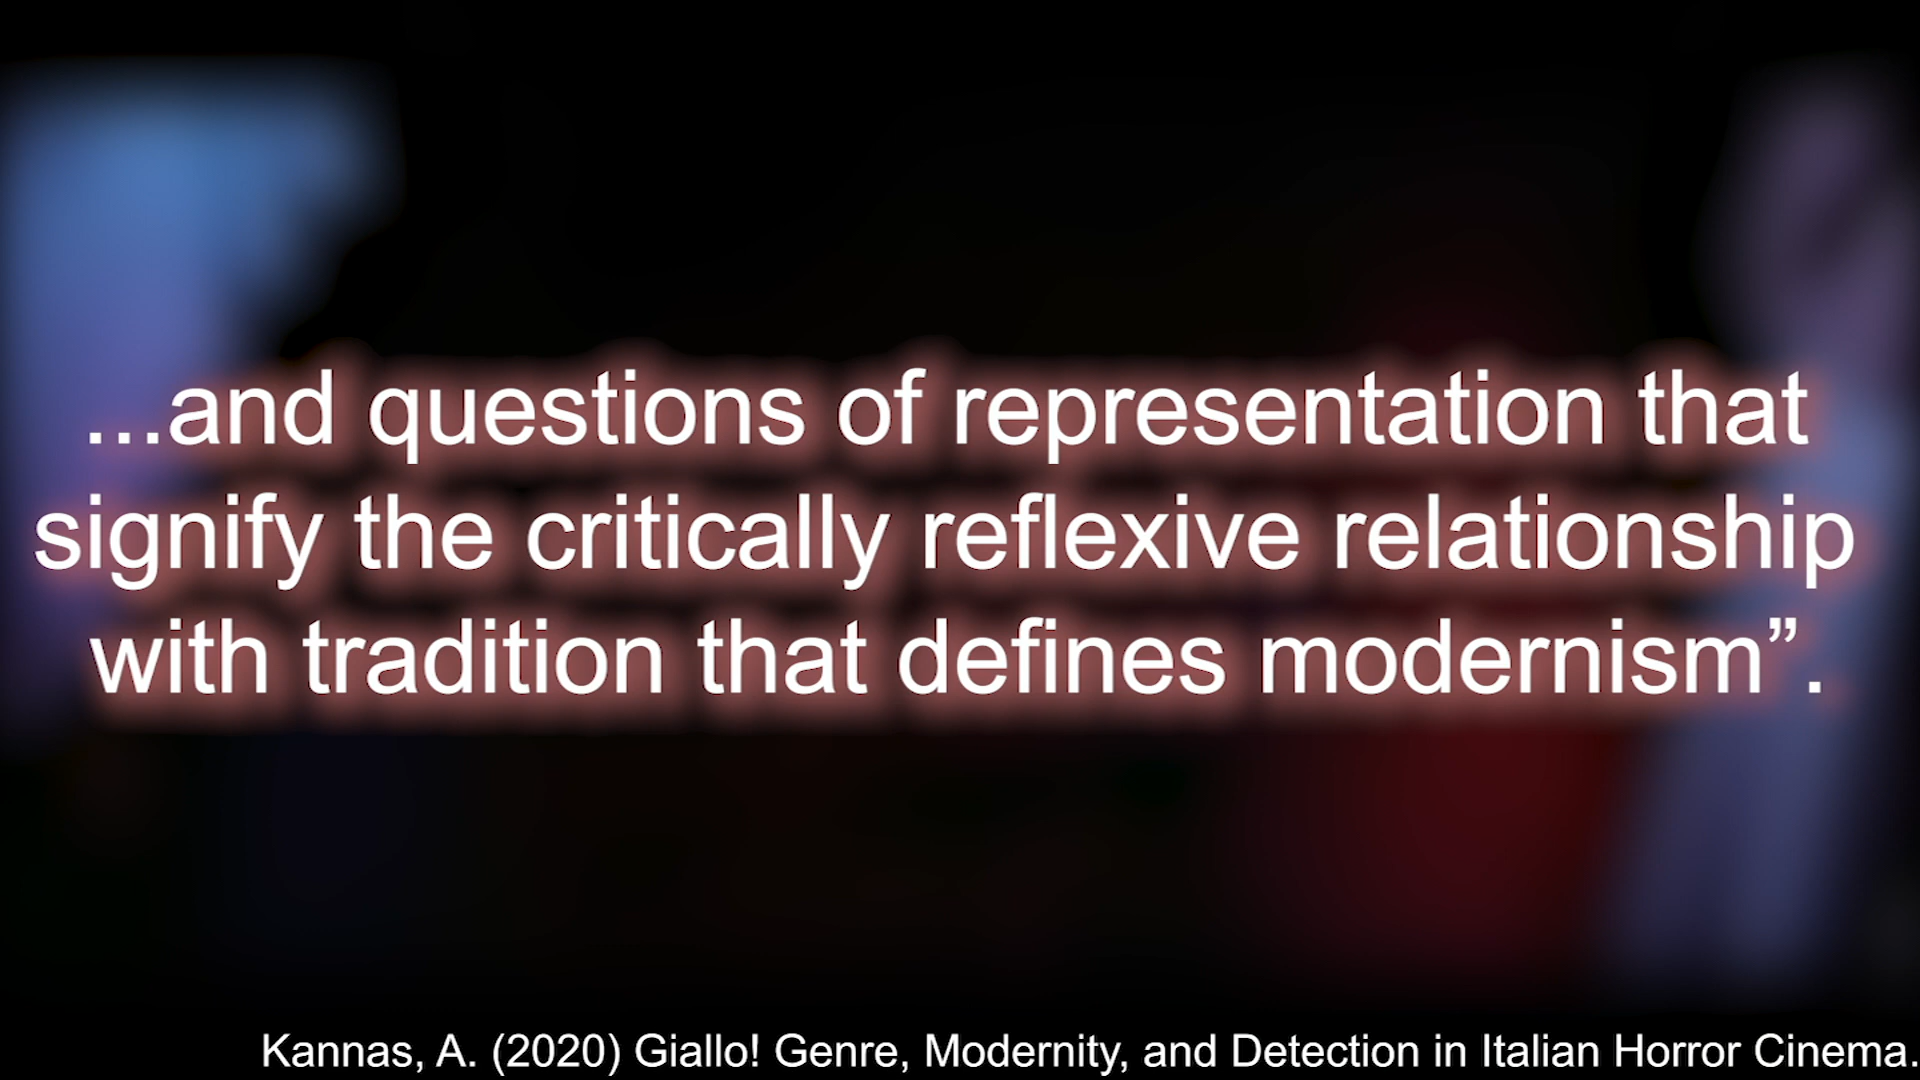 ...and questions of representation that
signify the critically reflexive relationship
with tradition that defines modernism”.
Kannas, A. (2020) Giallo! Genre, Modernity, and Detection in Italian Horror Cinema.